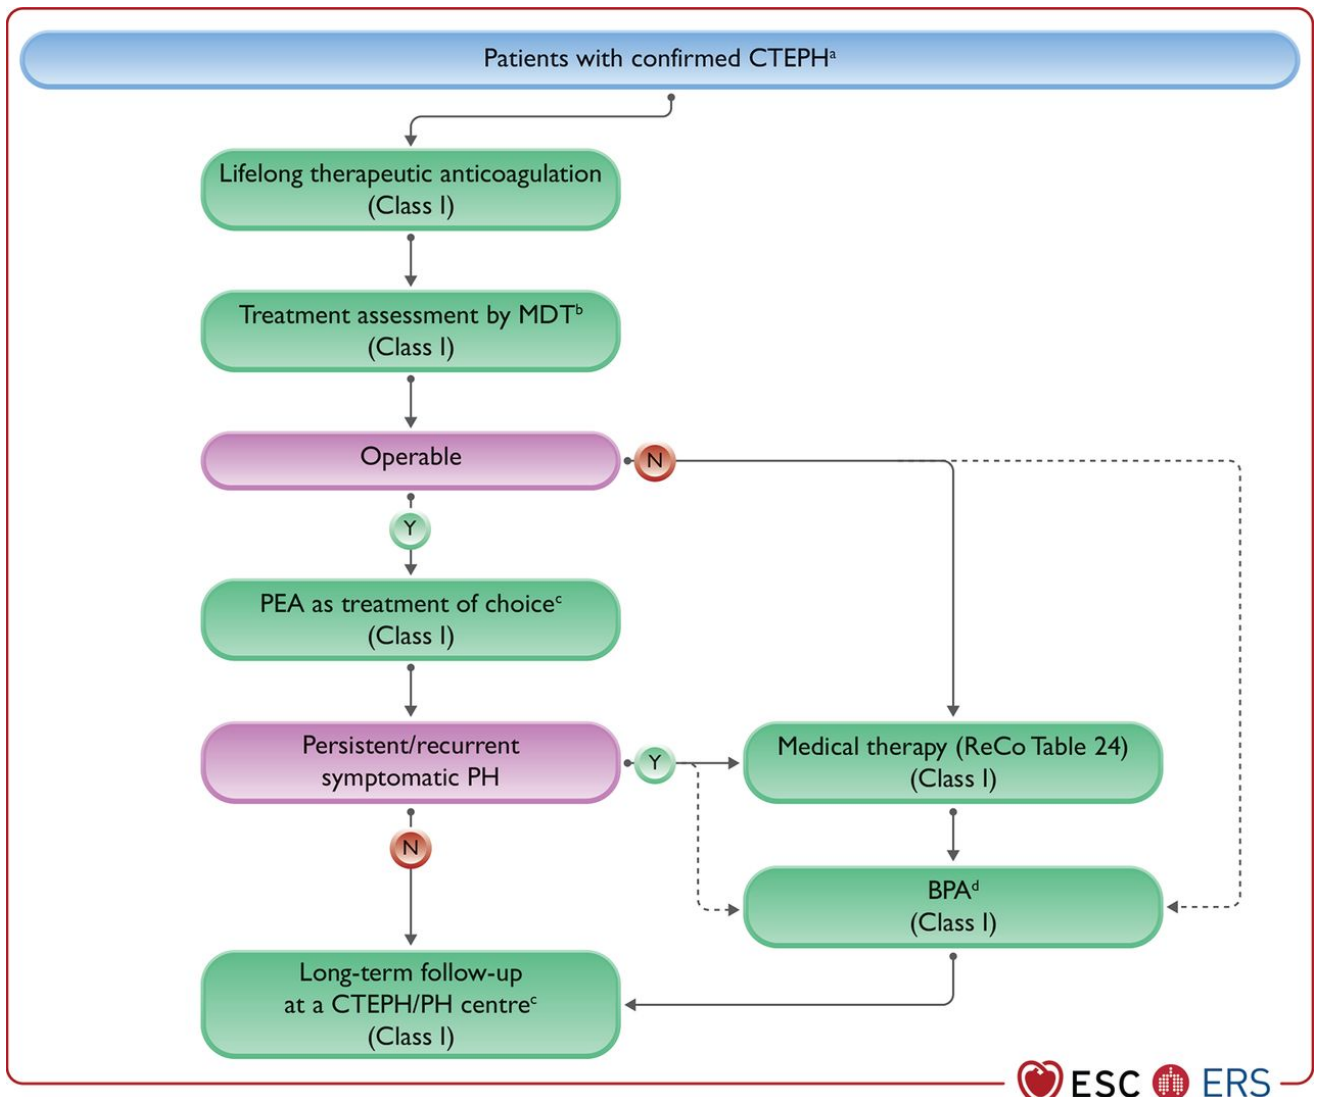 Patients with confirmed CTEPHᵃ
Lifelong therapeutic anticoagulation
(Class I)
Treatment assessment by MDTᵇ
(Class I)
Operable
N
Y
PEA as treatment of choiceᶜ
(Class I)
Persistent/recurrent
symptomatic PH
Y
Medical therapy (ReCo Table 24)
(Class I)
N
BPAᵈ
(Class I)
Long-term follow-up
at a CTEPH/PH centreᶜ
(Class I)
ESC ERS